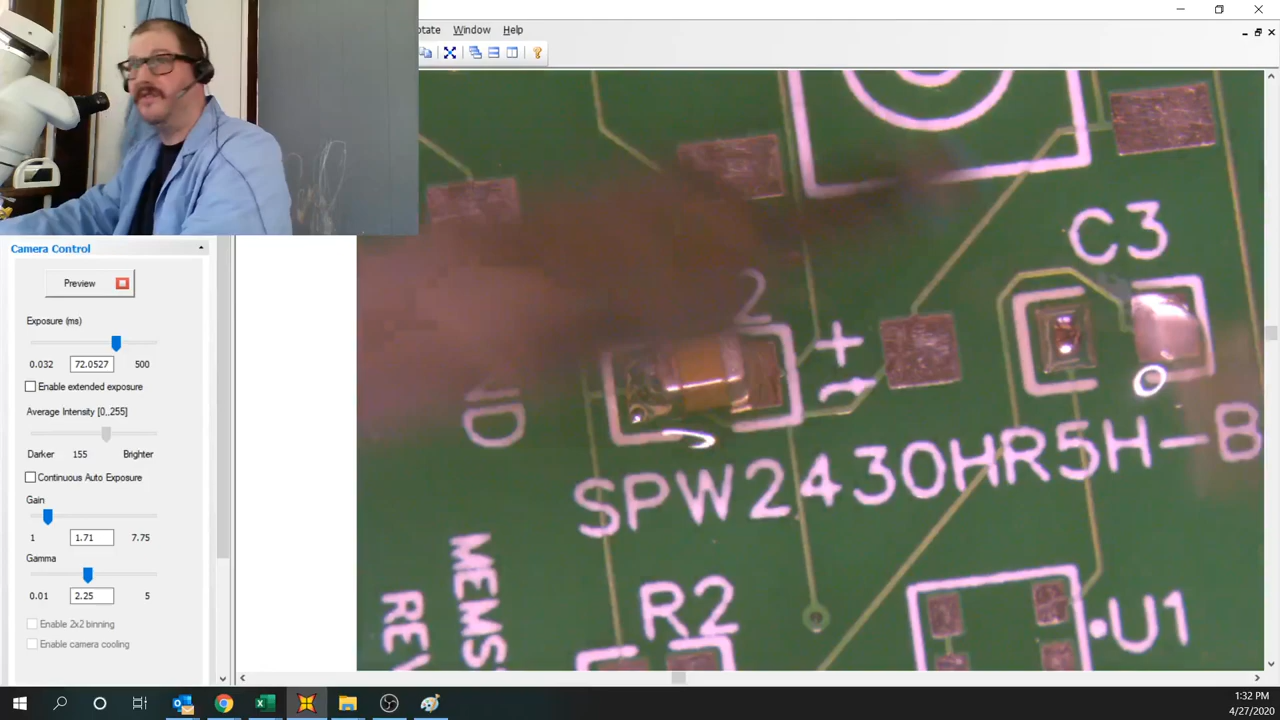 Window Help
Camera Control
Preview
Exposure (ms)
0.032 72.0527 500
Enable extended exposure
Average Intensity [0,,255]
Darker 155 Brighter
Continuous Auto Exposure
Gain
1 1.71 7.75
Gamma
0.01 2.25 5
Enable 2x2 binning
Enable camera cooling
C3
2
+
SPW2430HR5H-B
MEMS
R2
U1
1:32 PM
4/27/2020